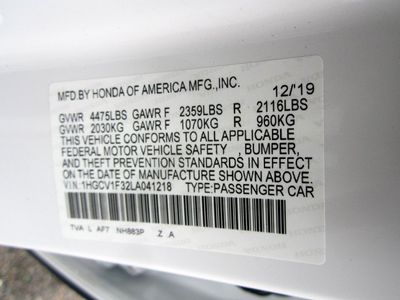 MFD.BY HONDA OF AMERICA MFG.,INC. 12/'19
GVWR 4475LBS GAWR F 2359LBS R 2116LBS
GVWR 2030KG GAWR F 1070KG R 960KG
THIS VEHICLE CONFORMS TO ALL APPLICABLE
FEDERAL MOTOR VEHICLE SAFETY , BUMPER,
AND THEFT PREVENTION STANDARDS IN EFFECT
ON THE DATE OF MANUFACTURE SHOWN ABOVE.
V.I.N:1HGCV1F32LA041218 TYPE:PASSENGER CAR
TVA L AF7 NH883P Z .A